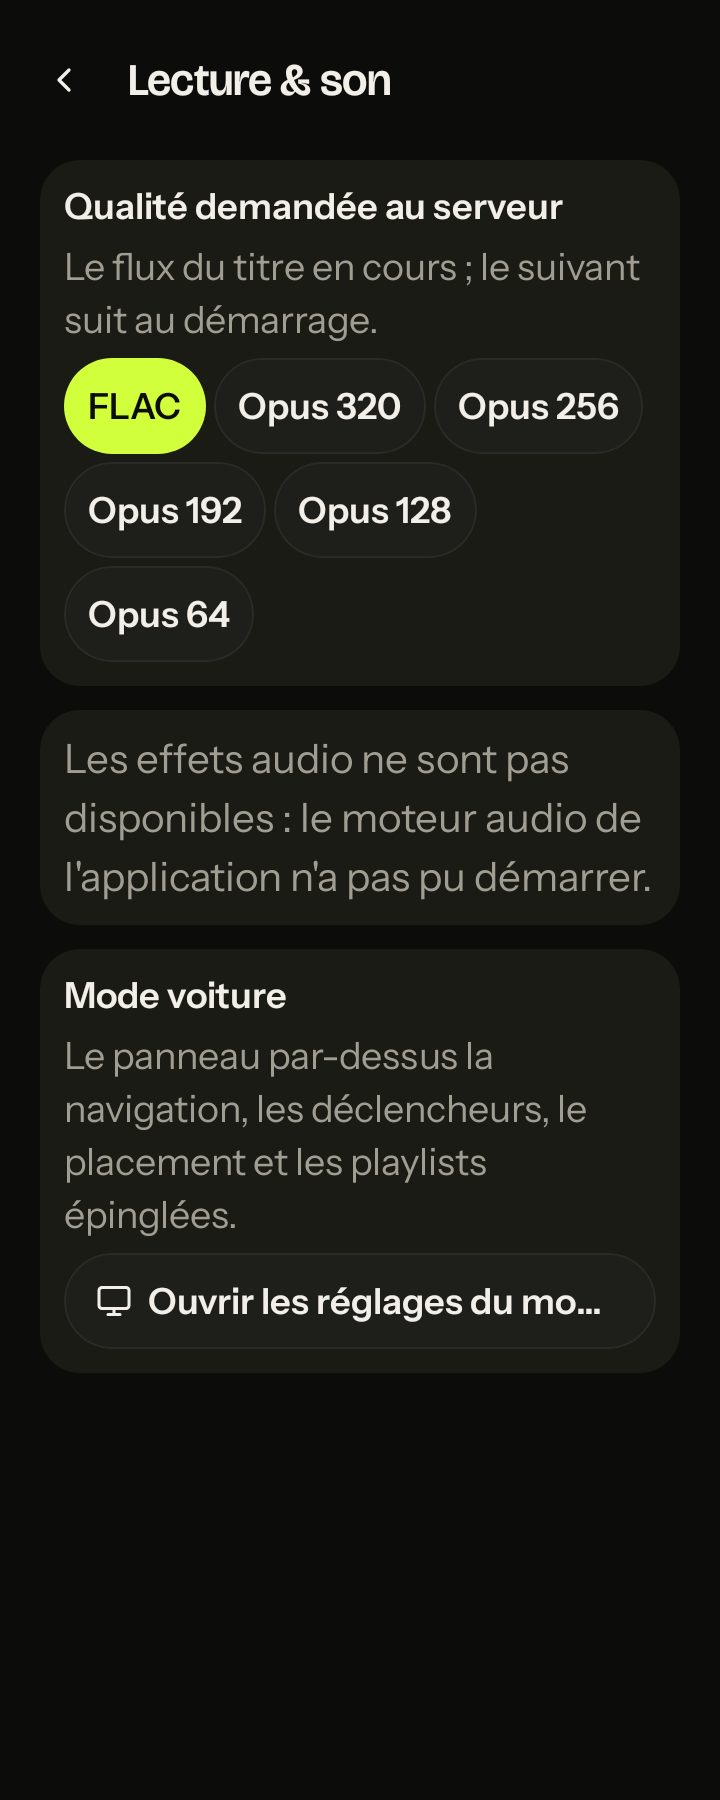 Lecture & son
Qualité demandée au serveur
Le flux du titre en cours ; le suivant
suit au démarrage.
FLAC
Opus 320
Opus 256
Opus 192
Opus 128
Opus 64
Les effets audio ne sont pas
disponibles : le moteur audio de
l'application n'a pas pu démarrer.
Mode voiture
Le panneau par-dessus la
navigation, les déclencheurs, le
placement et les playlists
épinglées.
Ouvrir les réglages du mo...